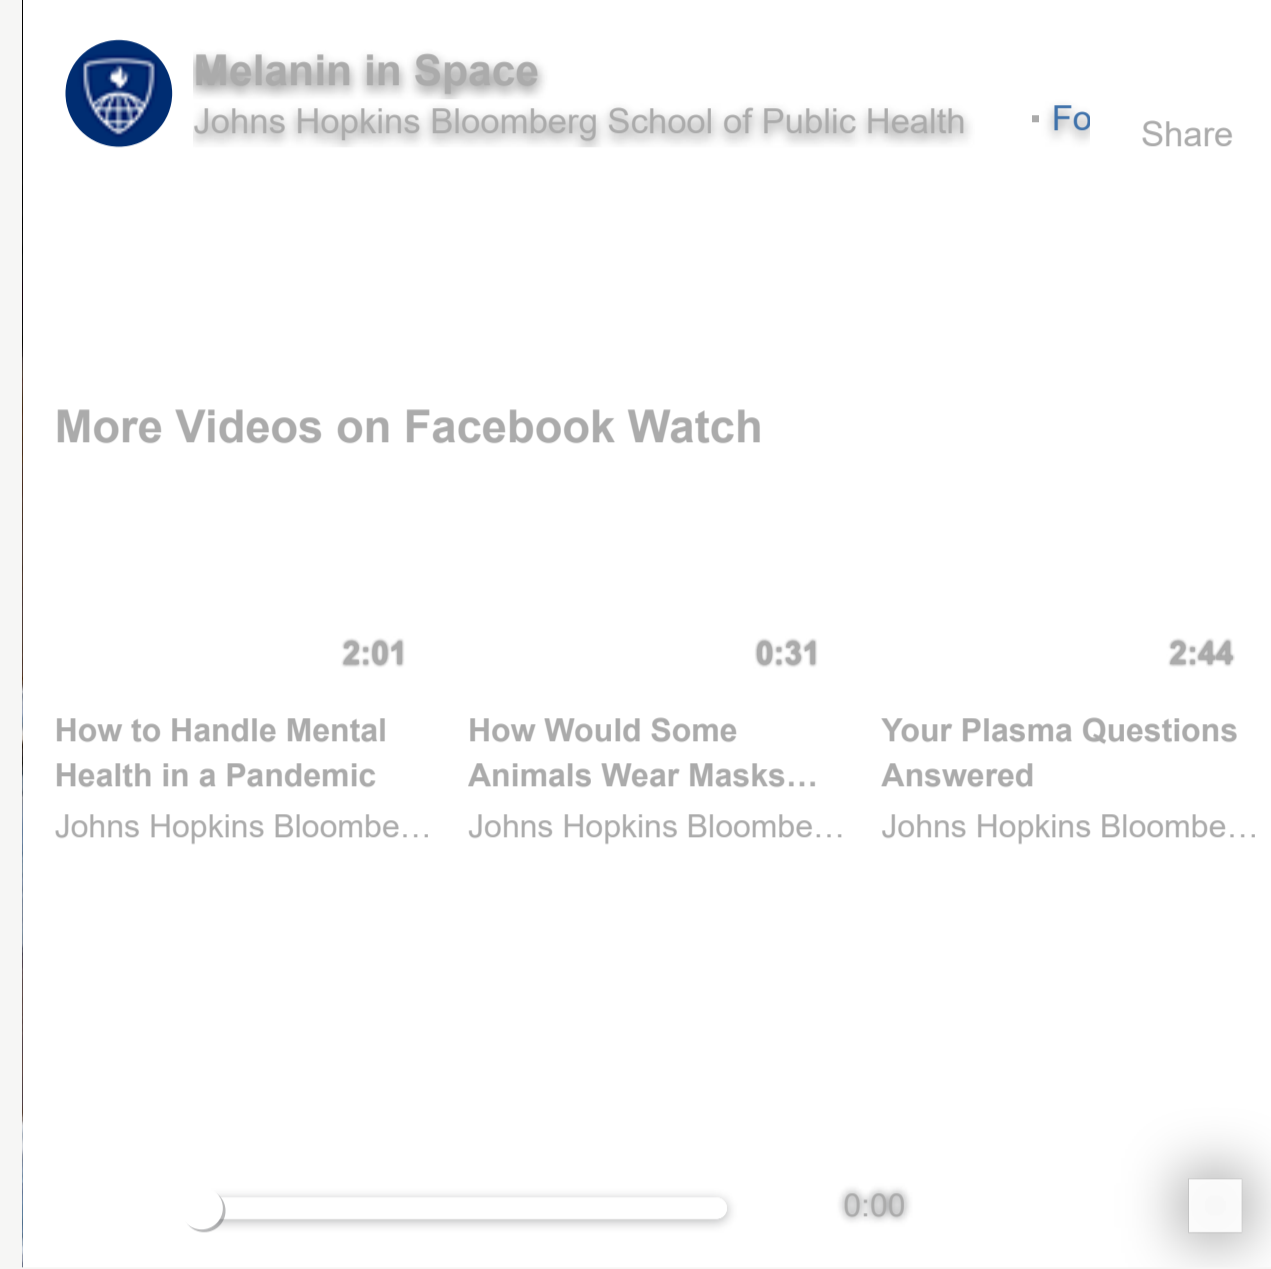 Melanin in Space
Johns Hopkins Bloomberg School of Public Health · Fo
Share
More Videos on Facebook Watch
2:01
0:31
2:44
How to Handle Mental
Health in a Pandemic
Johns Hopkins Bloombe…
How Would Some
Animals Wear Masks…
Johns Hopkins Bloombe…
Your Plasma Questions
Answered
Johns Hopkins Bloombe…
0:00